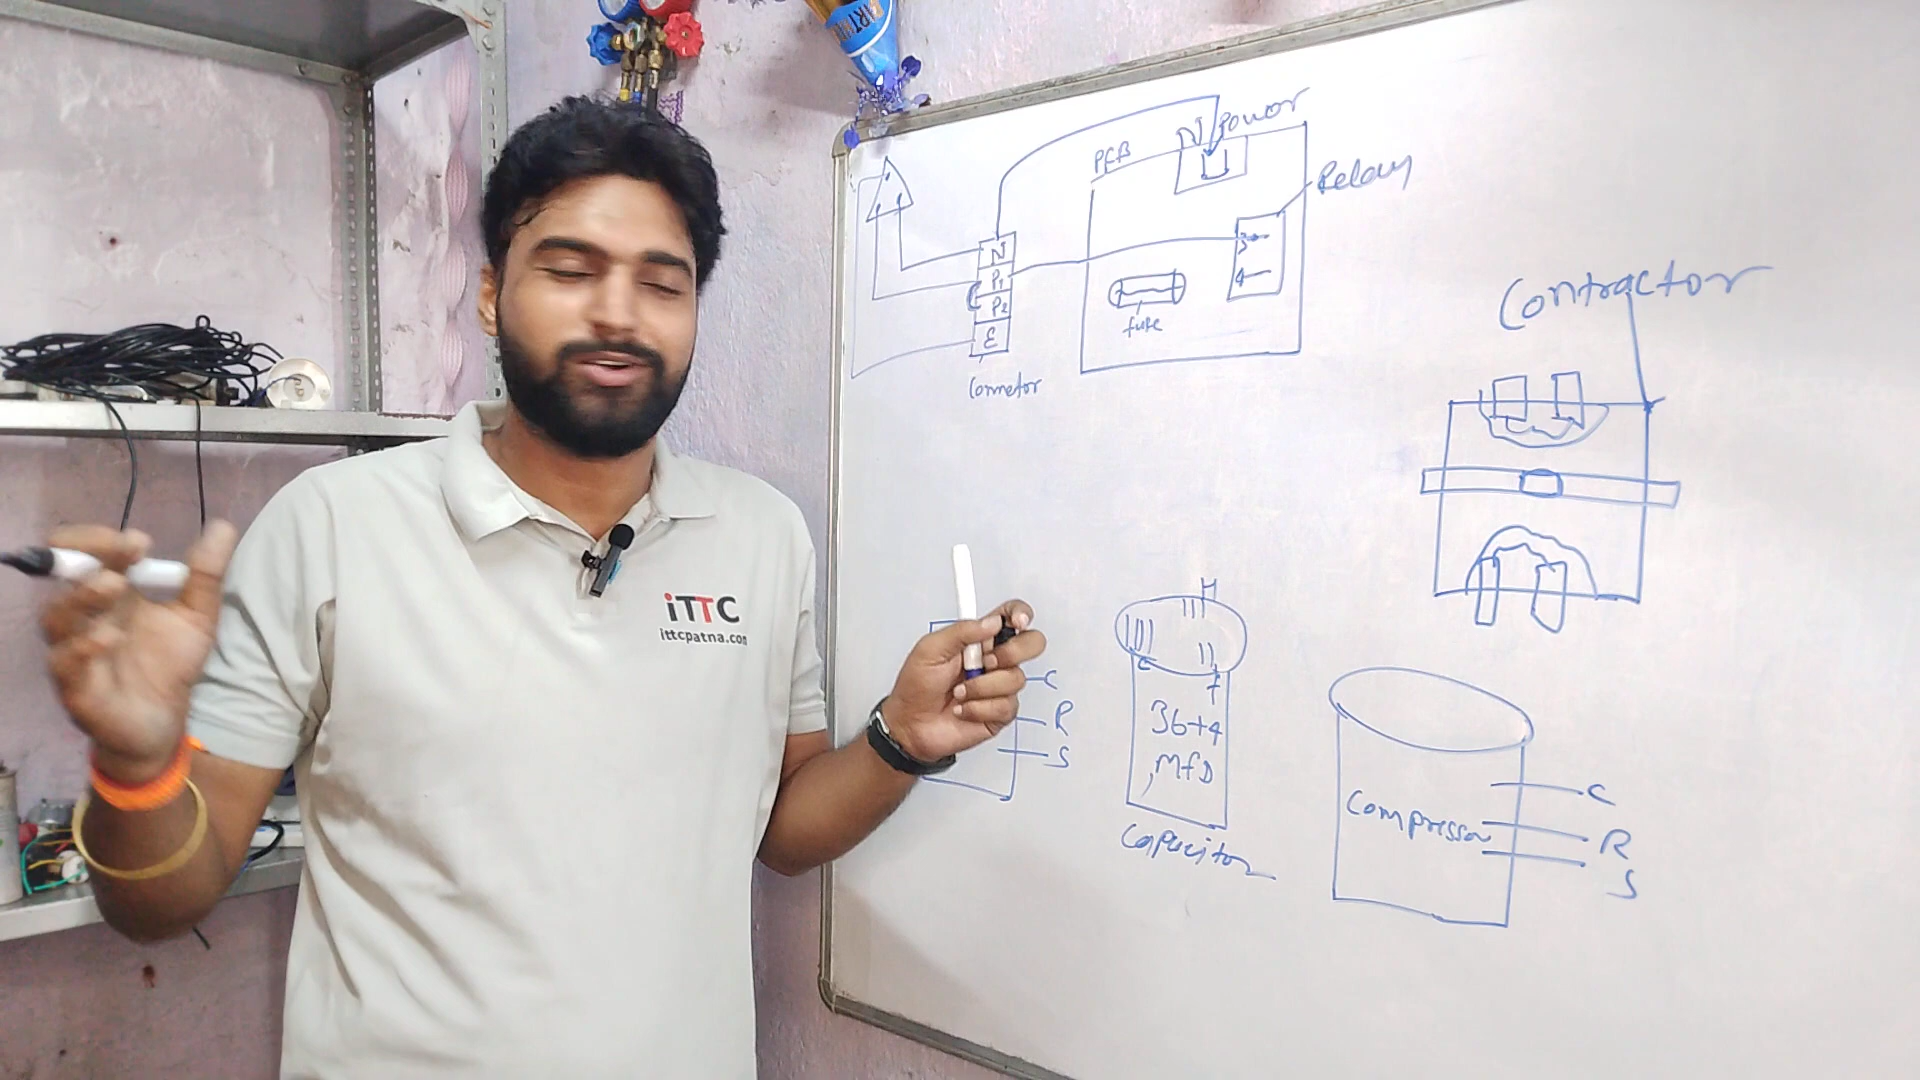 PCB
N
Power
Relay
N
P1
P2
E
fuse
Connetor
Contractor
C
R
S
H
C
f
36+4
MfD
Capacitor
Compressor
C
R
S
iTTC
ittcpatna.com